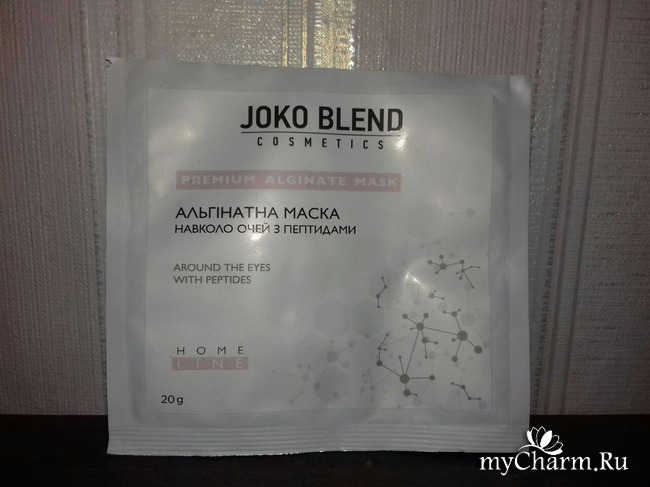 JOKO BLEND
COSMETICS
PREMIUM ALGINATE MASK
АЛЬГІНАТНА МАСКА
НАВКОЛО ОЧЕЙ З ПЕПТИДАМИ
AROUND THE EYES
WITH PEPTIDES
HOME
LINE
20 g
myCharm.Ru